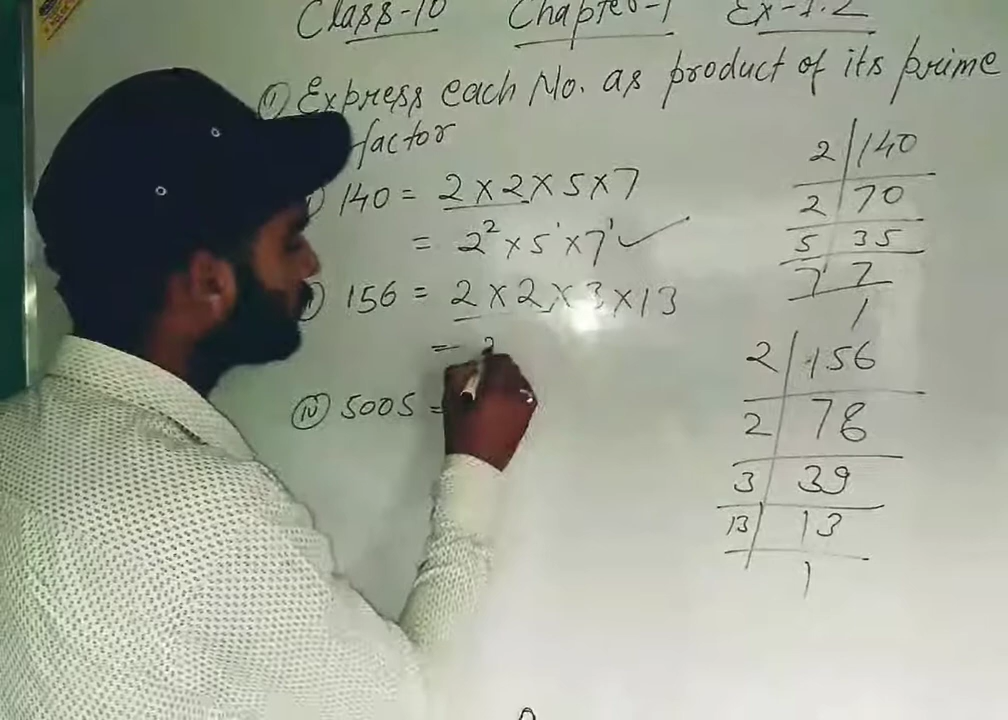 Class-10 Chapter-1 Ex-1.2
① Express each No. as product of its prime
factor
140 = 2 × 2 × 5 × 7
= 2² × 5¹ × 7¹ ✓
156 = 2 × 2 × 3 × 13
=
5005 =
2 | 140
2 | 70
5 | 35
7 | 7
1
2 | 156
2 | 78
3 | 39
13 | 13
1